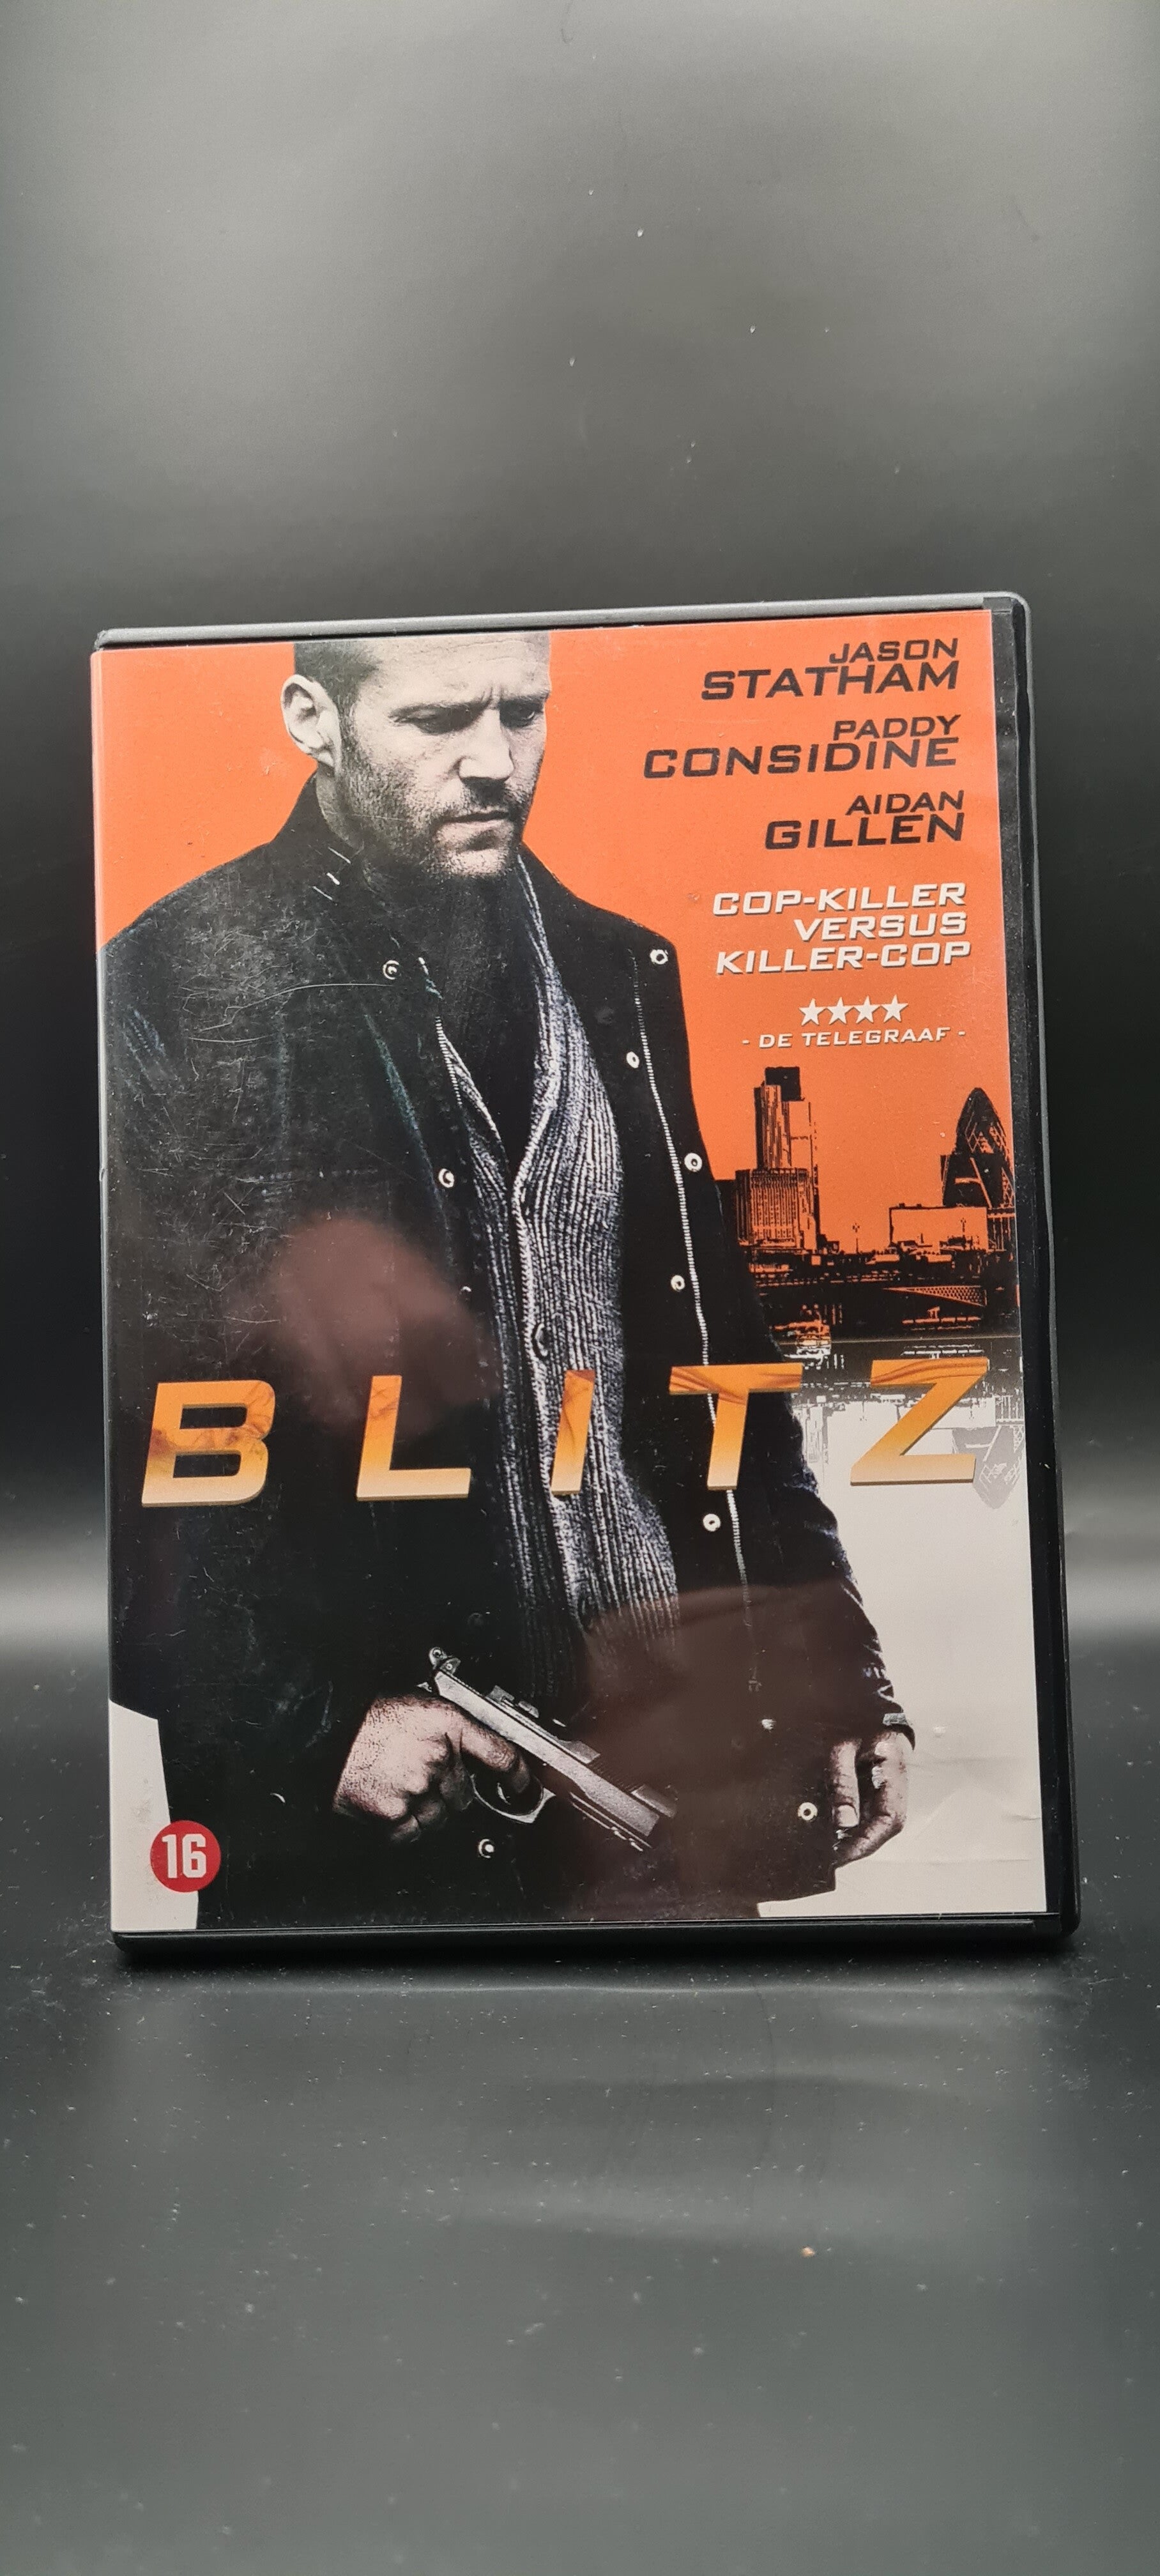 JASON
STATHAM
PADDY
CONSIDINE
AIDAN
GILLEN
COP-KILLER
VERSUS
KILLER-COP
- DE TELEGRAAF -
BLITZ
16